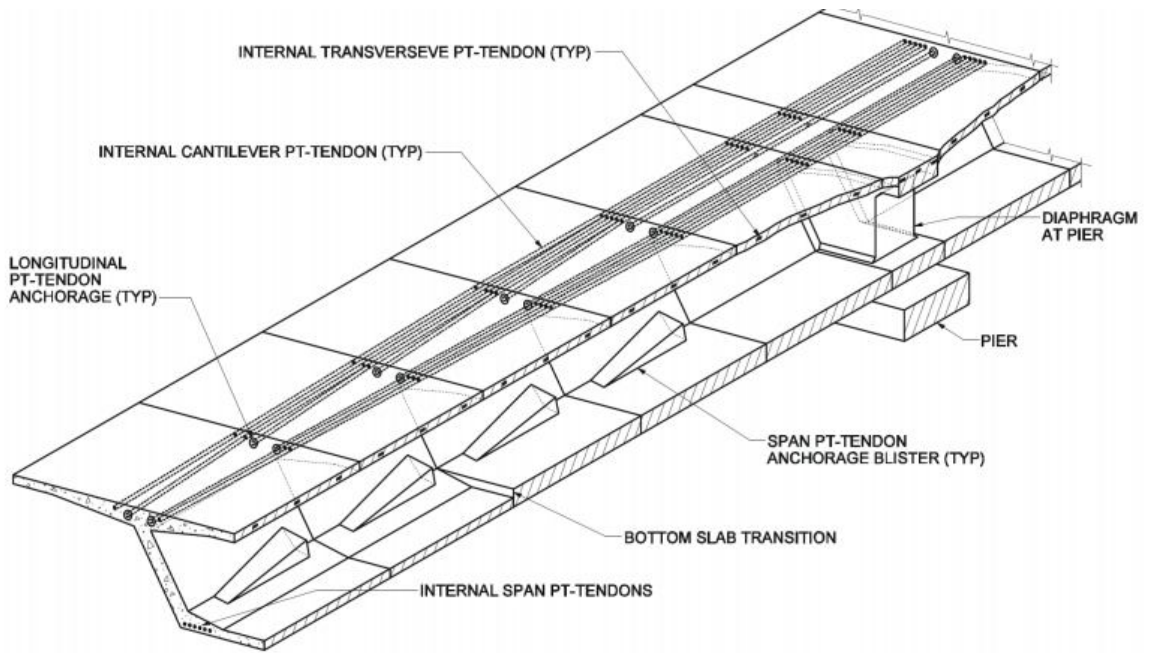 INTERNAL TRANSVERSEVE PT-TENDON (TYP)
INTERNAL CANTILEVER PT-TENDON (TYP)
LONGITUDINAL
PT-TENDON
ANCHORAGE (TYP)
DIAPHRAGM
AT PIER
PIER
SPAN PT-TENDON
ANCHORAGE BLISTER (TYP)
BOTTOM SLAB TRANSITION
INTERNAL SPAN PT-TENDONS